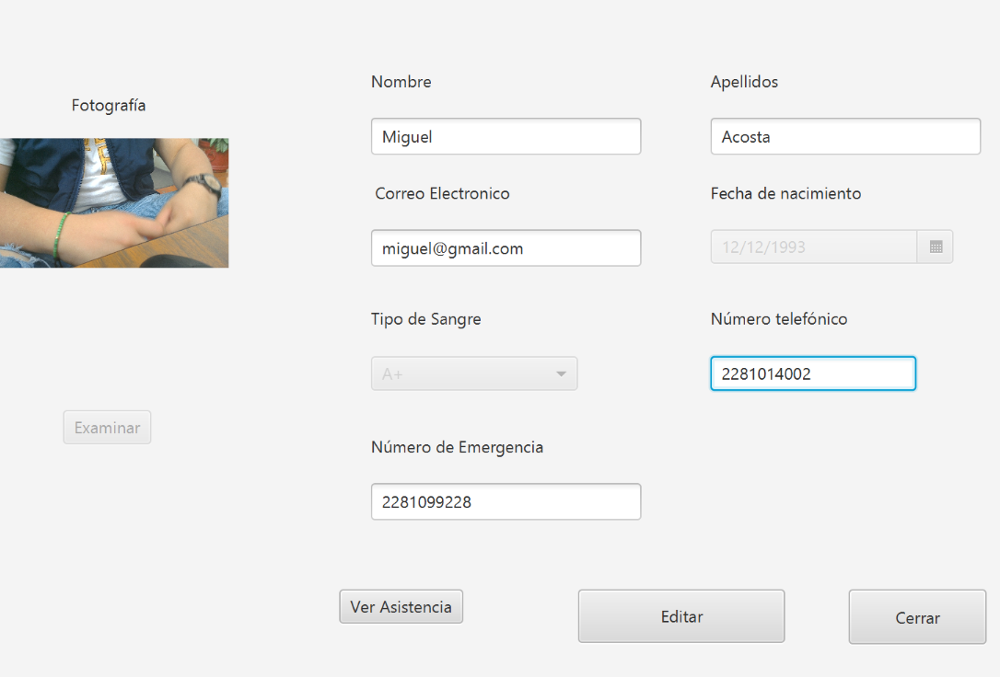 Fotografía
Examinar
Nombre
Miguel
Apellidos
Acosta
Correo Electronico
miguel@gmail.com
Fecha de nacimiento
12/12/1993
Tipo de Sangre
A+
Número telefónico
2281014002
Número de Emergencia
2281099228
Ver Asistencia
Editar
Cerrar